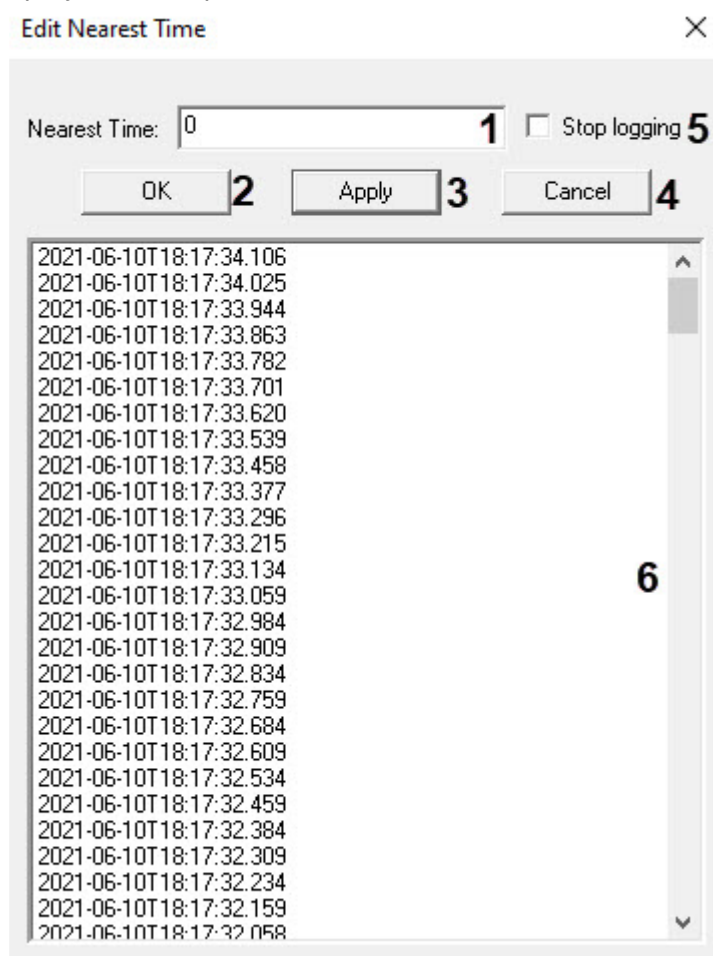 Edit Nearest Time
Nearest Time: 0 1 Stop logging 5
OK 2 Apply 3 Cancel 4
2021-06-10T18:17:34.106
2021-06-10T18:17:34.025
2021-06-10T18:17:33.944
2021-06-10T18:17:33.863
2021-06-10T18:17:33.782
2021-06-10T18:17:33.701
2021-06-10T18:17:33.620
2021-06-10T18:17:33.539
2021-06-10T18:17:33.458
2021-06-10T18:17:33.377
2021-06-10T18:17:33.296
2021-06-10T18:17:33.215
2021-06-10T18:17:33.134
6
2021-06-10T18:17:33.059
2021-06-10T18:17:32.984
2021-06-10T18:17:32.909
2021-06-10T18:17:32.834
2021-06-10T18:17:32.759
2021-06-10T18:17:32.684
2021-06-10T18:17:32.609
2021-06-10T18:17:32.534
2021-06-10T18:17:32.459
2021-06-10T18:17:32.384
2021-06-10T18:17:32.309
2021-06-10T18:17:32.234
2021-06-10T18:17:32.159
2021-06-10T18:17:32.058